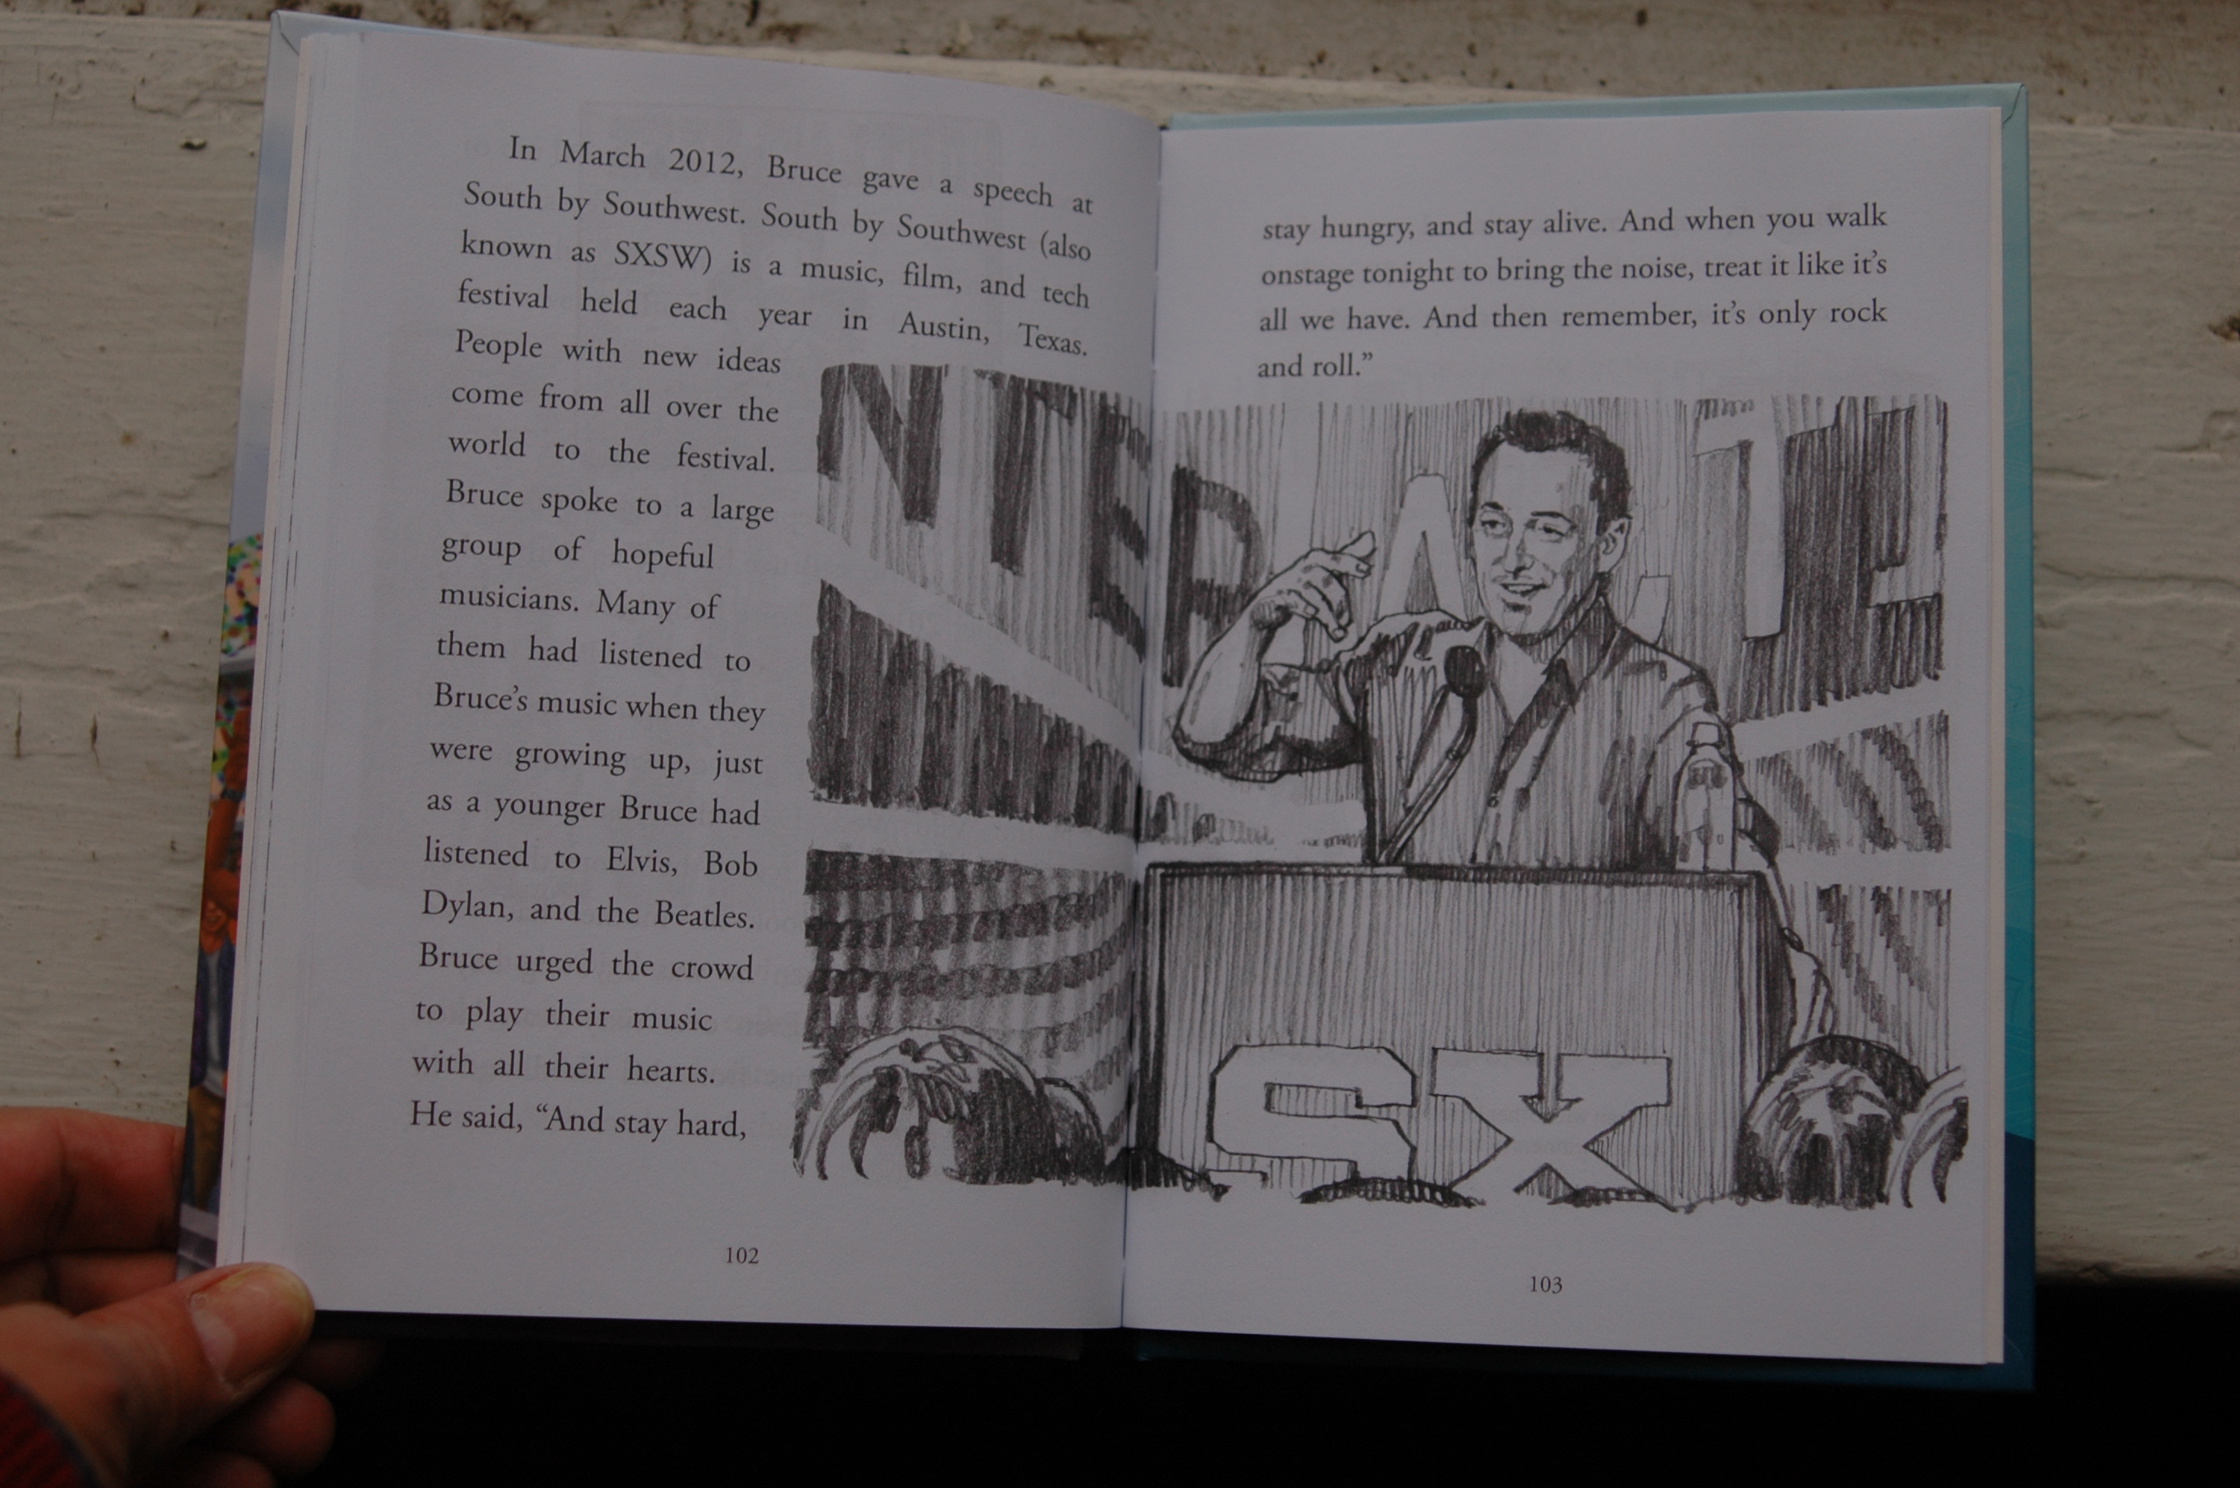 In March 2012, Bruce gave a speech at
South by Southwest. South by Southwest (also
known as SXSW) is a music, film, and tech
festival held each year in Austin, Texas.
People with new ideas
come from all over the
world to the festival.
Bruce spoke to a large
group of hopeful
musicians. Many of
them had listened to
Bruce’s music when they
were growing up, just
as a younger Bruce had
listened to Elvis, Bob
Dylan, and the Beatles.
Bruce urged the crowd
to play their music
with all their hearts.
He said, “And stay hard,
102
stay hungry, and stay alive. And when you walk
onstage tonight to bring the noise, treat it like it’s
all we have. And then remember, it’s only rock
and roll.”
NTER
SX
103